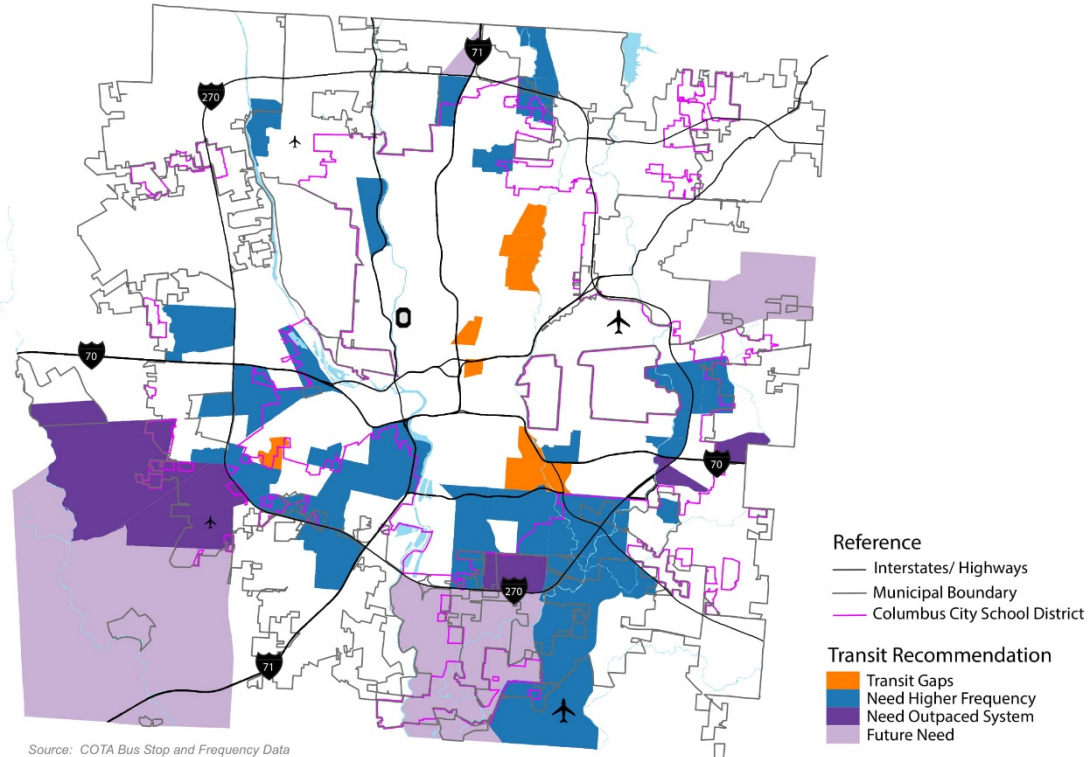 71
270
70
70
270
71
Reference
Interstates/ Highways
Municipal Boundary
Columbus City School District
Transit Recommendation
Transit Gaps
Need Higher Frequency
Need Outpaced System
Future Need
Source: COTA Bus Stop and Frequency Data